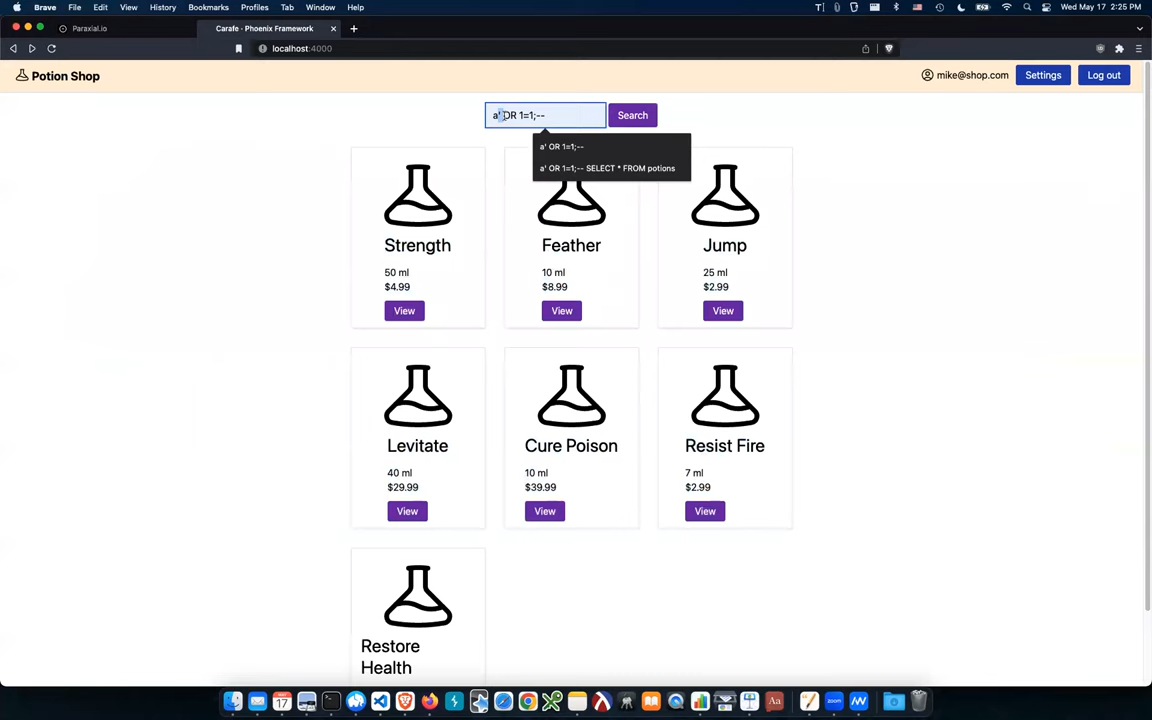 Brave File Edit View History Bookmarks Profiles Tab Window Help Wed May 17 2:25 PM
Paraxial.io Carafe · Phoenix Framework
localhost:4000
Potion Shop mike@shop.com Settings Log out
a' OR 1=1;-- Search
a' OR 1=1;--
a' OR 1=1;-- SELECT * FROM potions
Strength Feather Jump
50 ml 10 ml 25 ml
$4.99 $8.99 $2.99
View View View
Levitate Cure Poison Resist Fire
40 ml 10 ml 7 ml
$29.99 $39.99 $2.99
View View View
Restore
Health
17
zoom
Aa